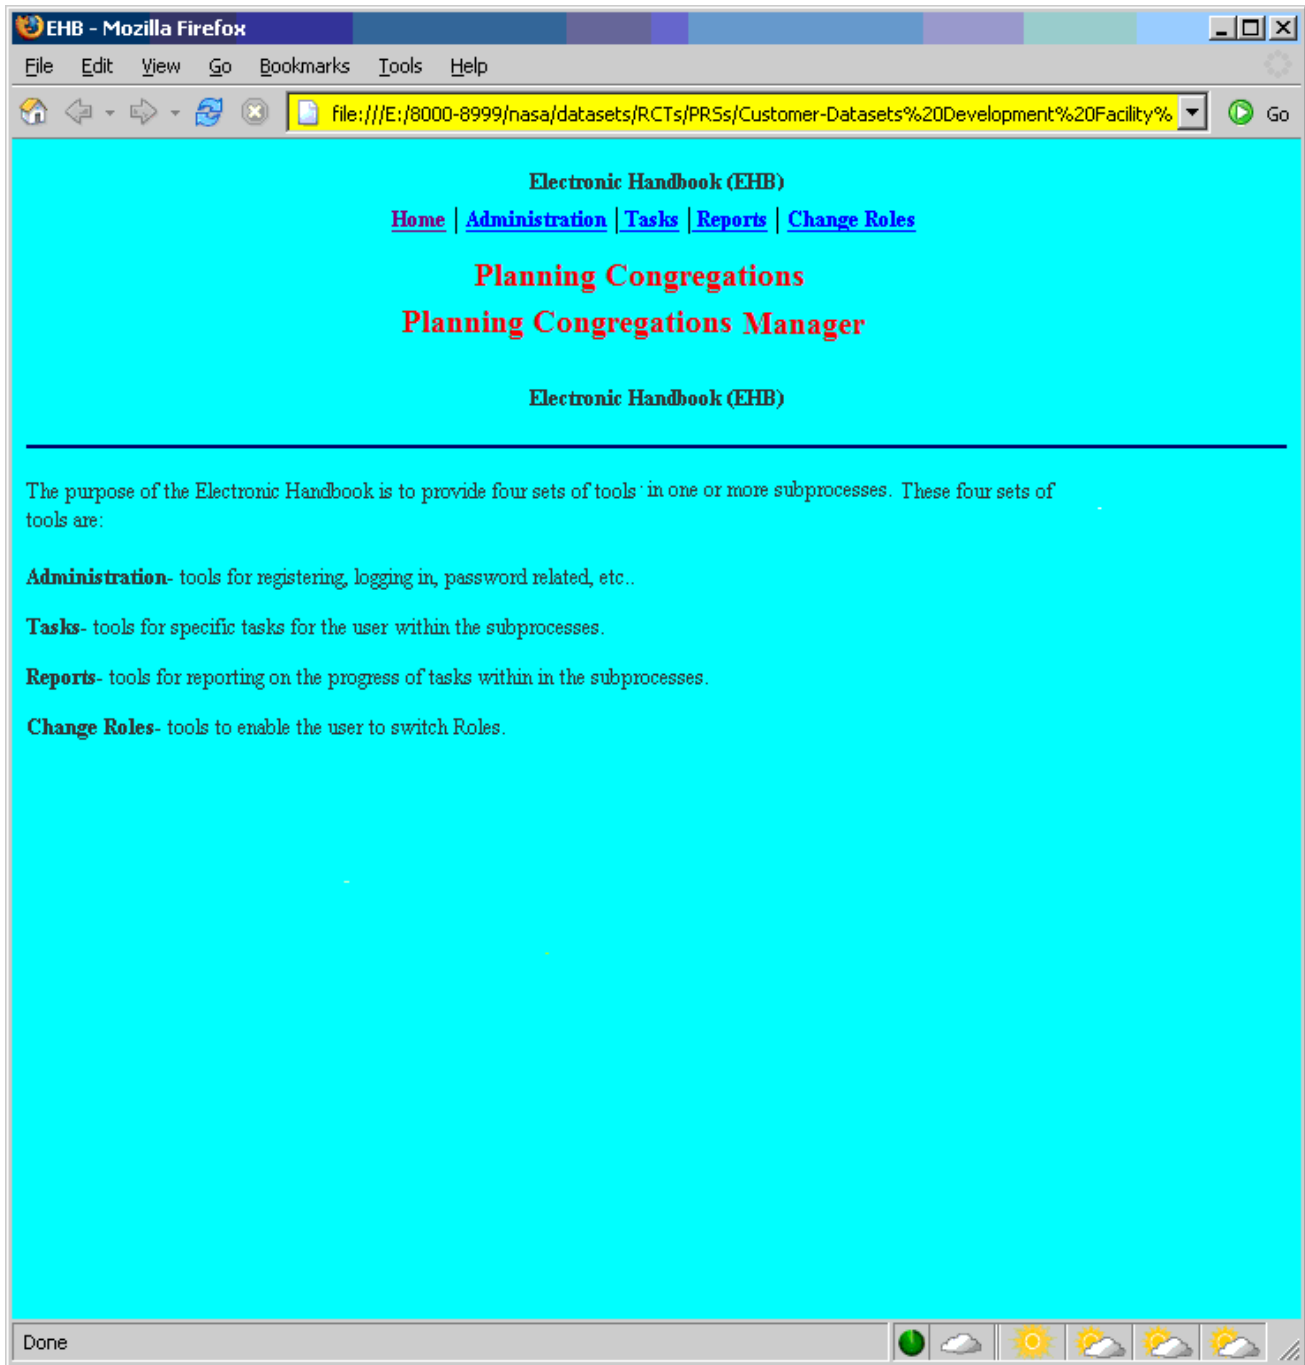 EHB - Mozilla Firefox
File Edit View Go Bookmarks Tools Help
file:///E:/8000-8999/nasa/datasets/RCTs/PRSs/Customer-Datasets%20Development%20Facility% Go
Electronic Handbook (EHB)
Home | Administration | Tasks | Reports | Change Roles
Planning Congregations
Planning Congregations Manager
Electronic Handbook (EHB)
The purpose of the Electronic Handbook is to provide four sets of tools in one or more subprocesses. These four sets of
tools are:
Administration- tools for registering, logging in, password related, etc..
Tasks- tools for specific tasks for the user within the subprocesses.
Reports- tools for reporting on the progress of tasks within in the subprocesses.
Change Roles- tools to enable the user to switch Roles.
Done